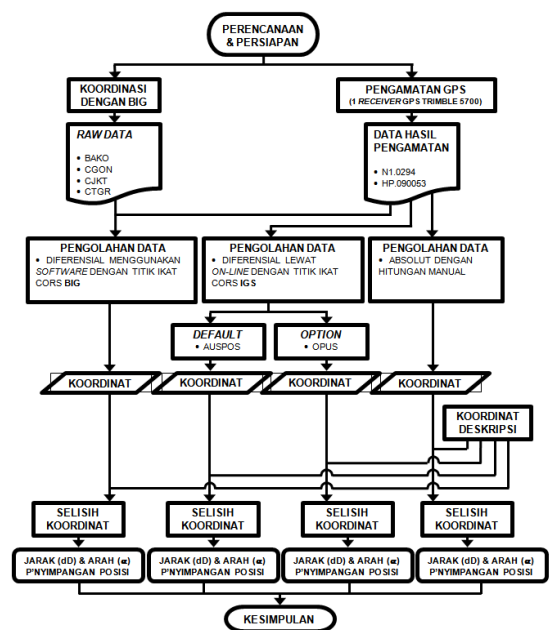 PERENCANAAN
& PERSIAPAN
KOORDINASI
DENGAN BIG
PENGAMATAN GPS
(1 RECEIVER GPS TRIMBLE 5700)
RAW DATA
• BAKO
• CGON
• CJKT
• CTGR
DATA HASIL
PENGAMATAN
• N1.0294
• HP.090053
PENGOLAHAN DATA
• DIFERENSIAL MENGGUNAKAN
SOFTWARE DENGAN TITIK IKAT
CORS BIG
PENGOLAHAN DATA
• DIFERENSIAL LEWAT
ON-LINE DENGAN TITIK IKAT
CORS IGS
PENGOLAHAN DATA
• ABSOLUT DENGAN
HITUNGAN MANUAL
DEFAULT
• AUSPOS
OPTION
• OPUS
KOORDINAT
KOORDINAT
KOORDINAT
KOORDINAT
KOORDINAT
DESKRIPSI
SELISIH
KOORDINAT
SELISIH
KOORDINAT
SELISIH
KOORDINAT
SELISIH
KOORDINAT
JARAK (dD) & ARAH (α)
P'NYIMPANGAN POSISI
JARAK (dD) & ARAH (α)
P'NYIMPANGAN POSISI
JARAK (dD) & ARAH (α)
P'NYIMPANGAN POSISI
JARAK (dD) & ARAH (α)
P'NYIMPANGAN POSISI
KESIMPULAN